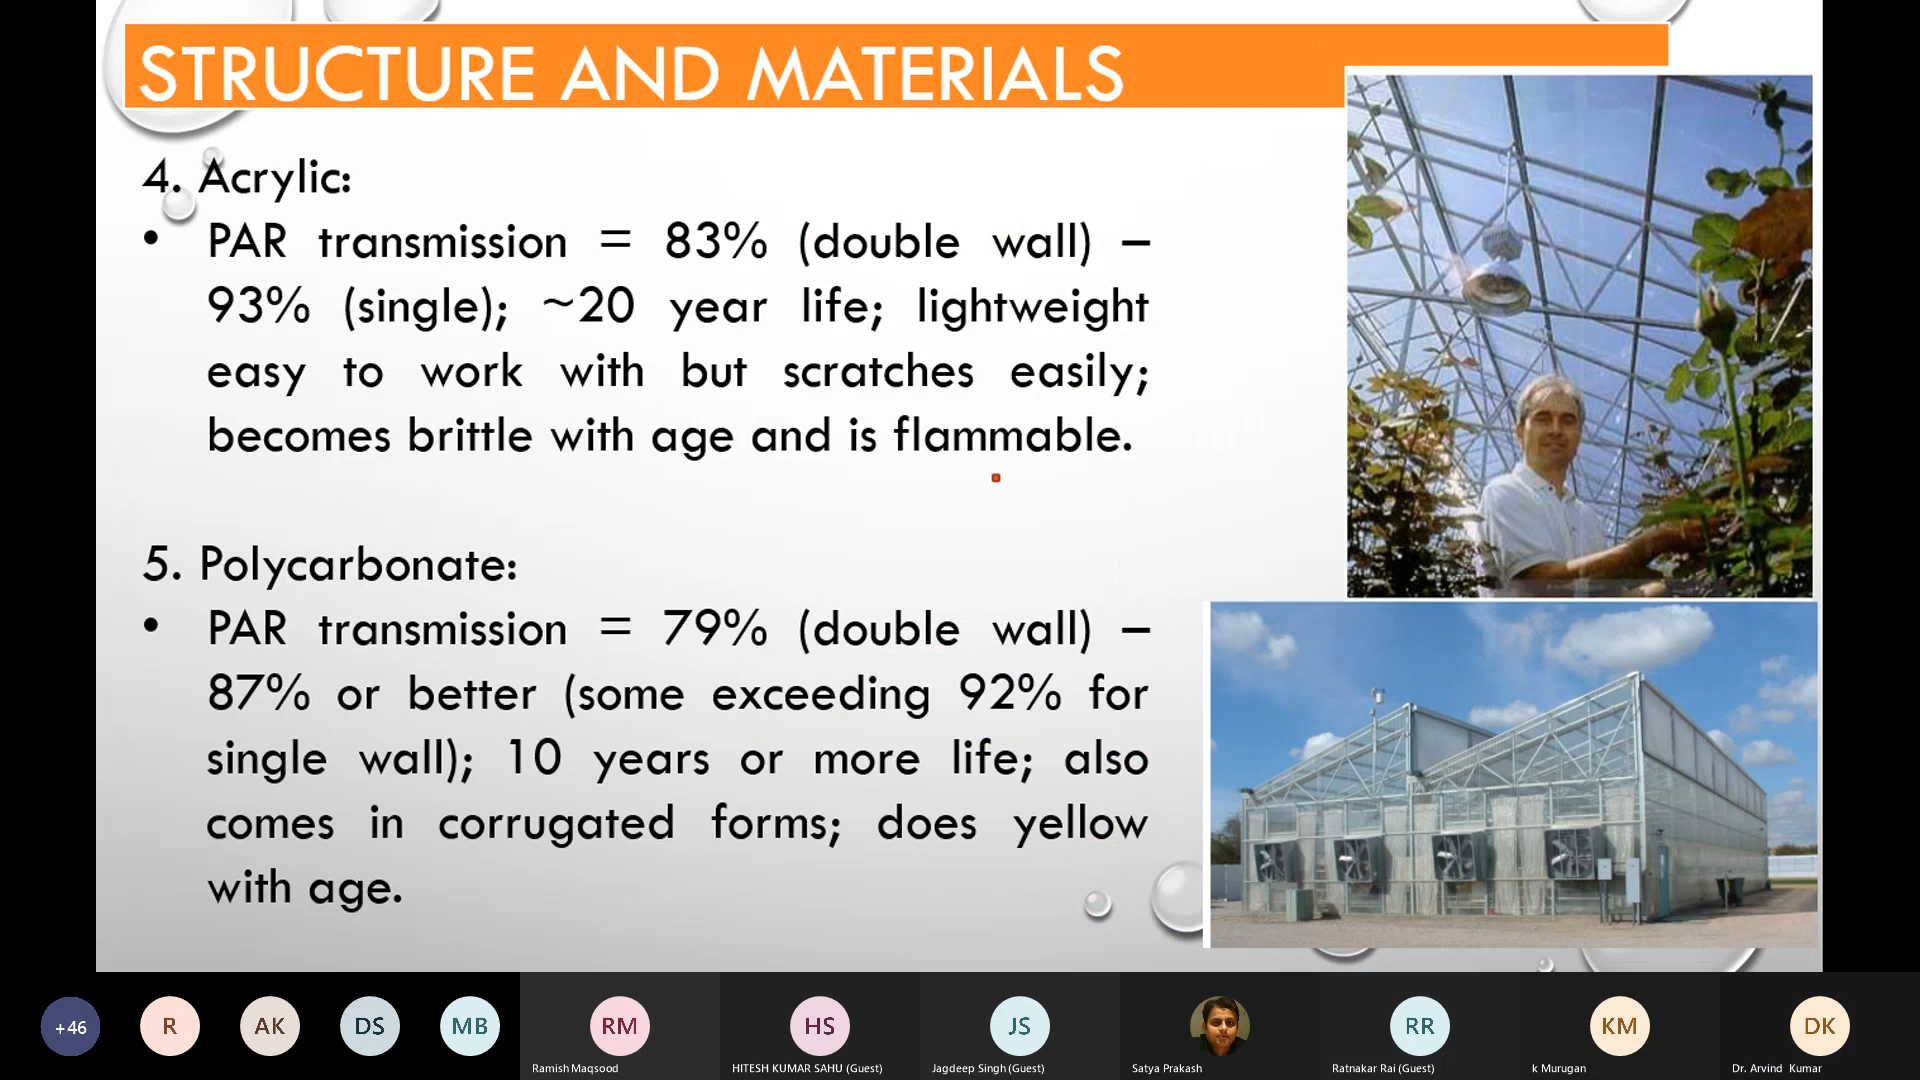 STRUCTURE AND MATERIALS
4. Acrylic:
• PAR transmission = 83% (double wall) –
93% (single); ~20 year life; lightweight
easy to work with but scratches easily;
becomes brittle with age and is flammable.
5. Polycarbonate:
• PAR transmission = 79% (double wall) –
87% or better (some exceeding 92% for
single wall); 10 years or more life; also
comes in corrugated forms; does yellow
with age.
+46
R
AK
DS
MB
RM
HS
JS
RR
KM
DK
Ramish Maqsood
HITESH KUMAR SAHU (Guest)
Jagdeep Singh (Guest)
Satya Prakash
Ratnakar Rai (Guest)
k Murugan
Dr. Arvind Kumar